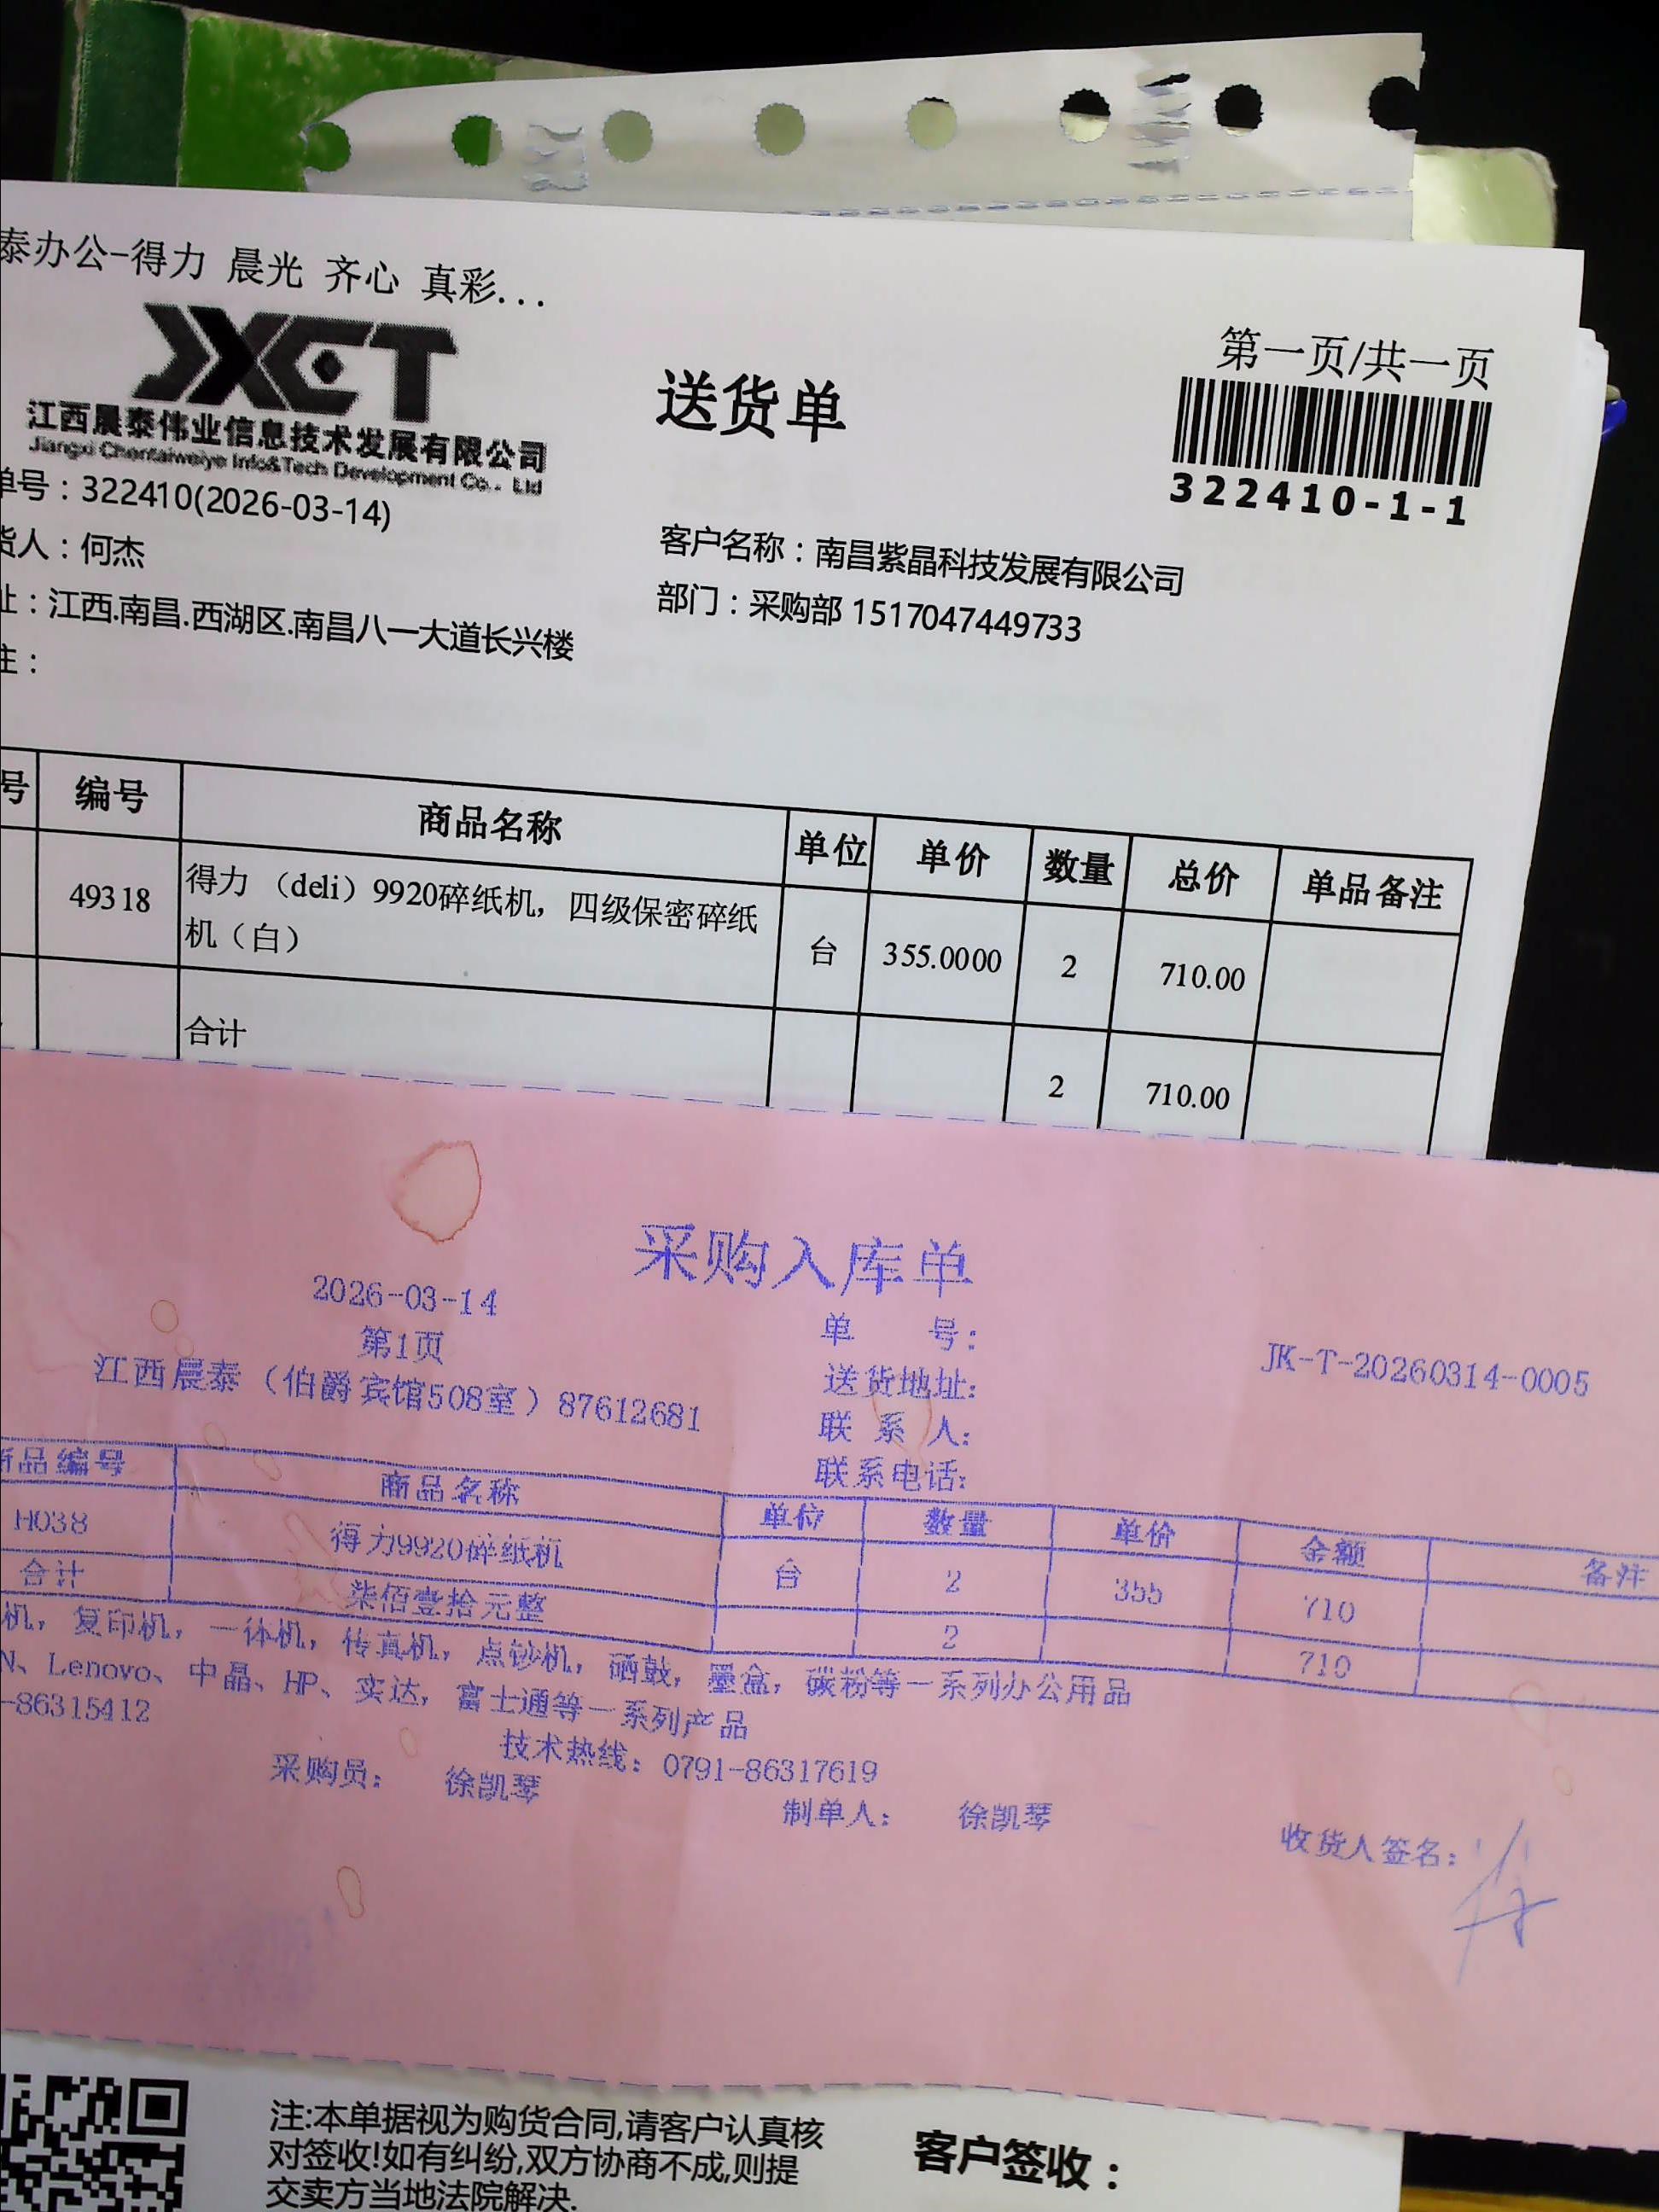 泰办公-得力 晨光 齐心 真彩...
JXCT
江西晨泰伟业信息技术发展有限公司
Jiangxi Chentaiweiye Info&Tech Development Co.. Ltd
送货单
第一页/共一页
322410-1-1
单号：322410(2026-03-14)
货人：何杰
客户名称：南昌紫晶科技发展有限公司
址：江西.南昌.西湖区.南昌八一大道长兴楼
部门：采购部 1517047449733
注：
号 编号 商品名称 单位 单价 数量 总价 单品备注
49318 得力 （deli）9920碎纸机，四级保密碎纸机（白） 台 355.0000 2 710.00
合计 2 710.00
采购入库单
2026-03-14
单 号: JK-T-20260314-0005
第1页
送货地址:
江西晨泰（伯爵宾馆508室）87612681
联 系 人:
联系电话:
商品编号 商品名称 单位 数量 单价 金额 备注
H038 得力9920碎纸机 台 2 355 710
合计 柒佰壹拾元整 2 710
机，复印机，一体机，传真机，点钞机，硒鼓，墨盒，碳粉等一系列办公用品
N、Lenovo、中晶、HP、实达，富士通等一系列产品
-86315412
技术热线：0791-86317619
采购员： 徐凯琴
制单人： 徐凯琴
收货人签名：
注:本单据视为购货合同,请客户认真核
对签收!如有纠纷,双方协商不成,则提
交卖方当地法院解决.
客户签收：